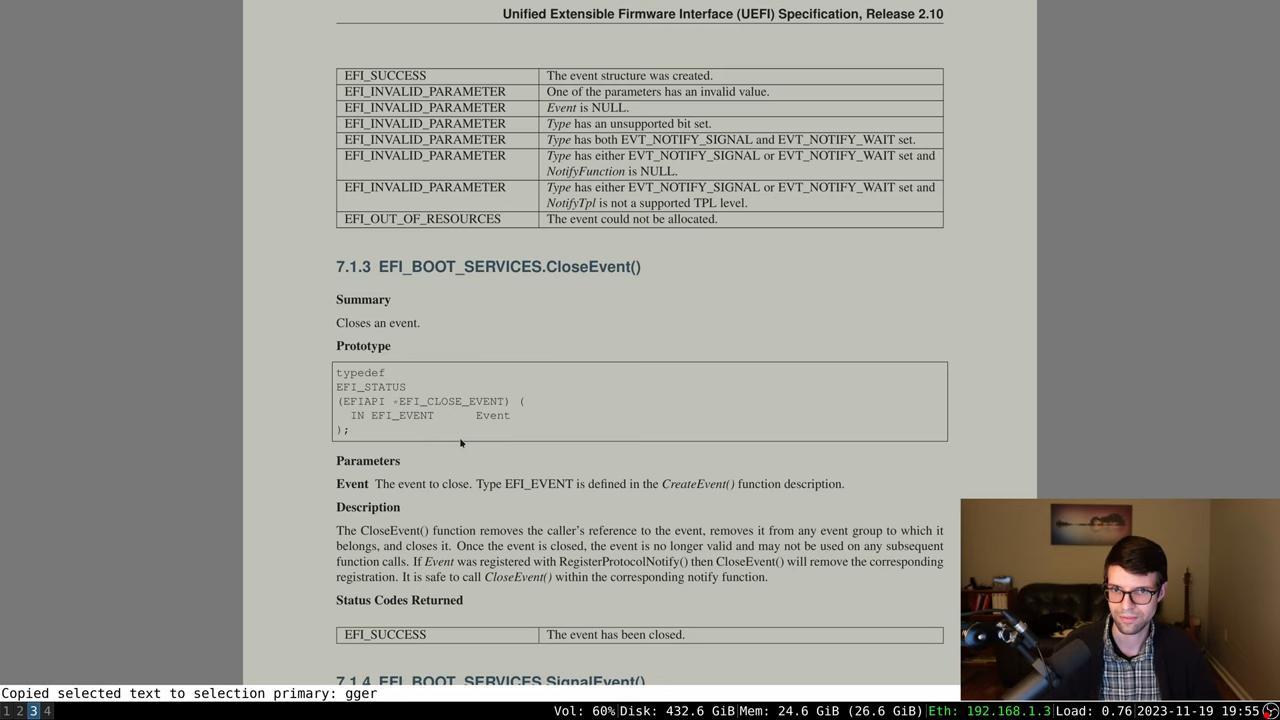 Unified Extensible Firmware Interface (UEFI) Specification, Release 2.10
EFI_SUCCESS The event structure was created.
EFI_INVALID_PARAMETER One of the parameters has an invalid value.
EFI_INVALID_PARAMETER Event is NULL.
EFI_INVALID_PARAMETER Type has an unsupported bit set.
EFI_INVALID_PARAMETER Type has both EVT_NOTIFY_SIGNAL and EVT_NOTIFY_WAIT set.
EFI_INVALID_PARAMETER Type has either EVT_NOTIFY_SIGNAL or EVT_NOTIFY_WAIT set and
NotifyFunction is NULL.
EFI_INVALID_PARAMETER Type has either EVT_NOTIFY_SIGNAL or EVT_NOTIFY_WAIT set and
NotifyTpl is not a supported TPL level.
EFI_OUT_OF_RESOURCES The event could not be allocated.
7.1.3 EFI_BOOT_SERVICES.CloseEvent()
Summary
Closes an event.
Prototype
typedef
EFI_STATUS
(EFIAPI *EFI_CLOSE_EVENT) (
IN EFI_EVENT Event
);
Parameters
Event The event to close. Type EFI_EVENT is defined in the CreateEvent() function description.
Description
The CloseEvent() function removes the caller's reference to the event, removes it from any event group to which it
belongs, and closes it. Once the event is closed, the event is no longer valid and may not be used on any subsequent
function calls. If Event was registered with RegisterProtocolNotify() then CloseEvent() will remove the corresponding
registration. It is safe to call CloseEvent() within the corresponding notify function.
Status Codes Returned
EFI_SUCCESS The event has been closed.
7.1.4 EFI_BOOT_SERVICES.SignalEvent()
Copied selected text to selection primary: gger
1 2 3 4 Vol: 60%|Disk: 432.6 GiB|Mem: 24.6 GiB (26.6 GiB)|Eth: 192.168.1.3|Load: 0.76|2023-11-19 19:55